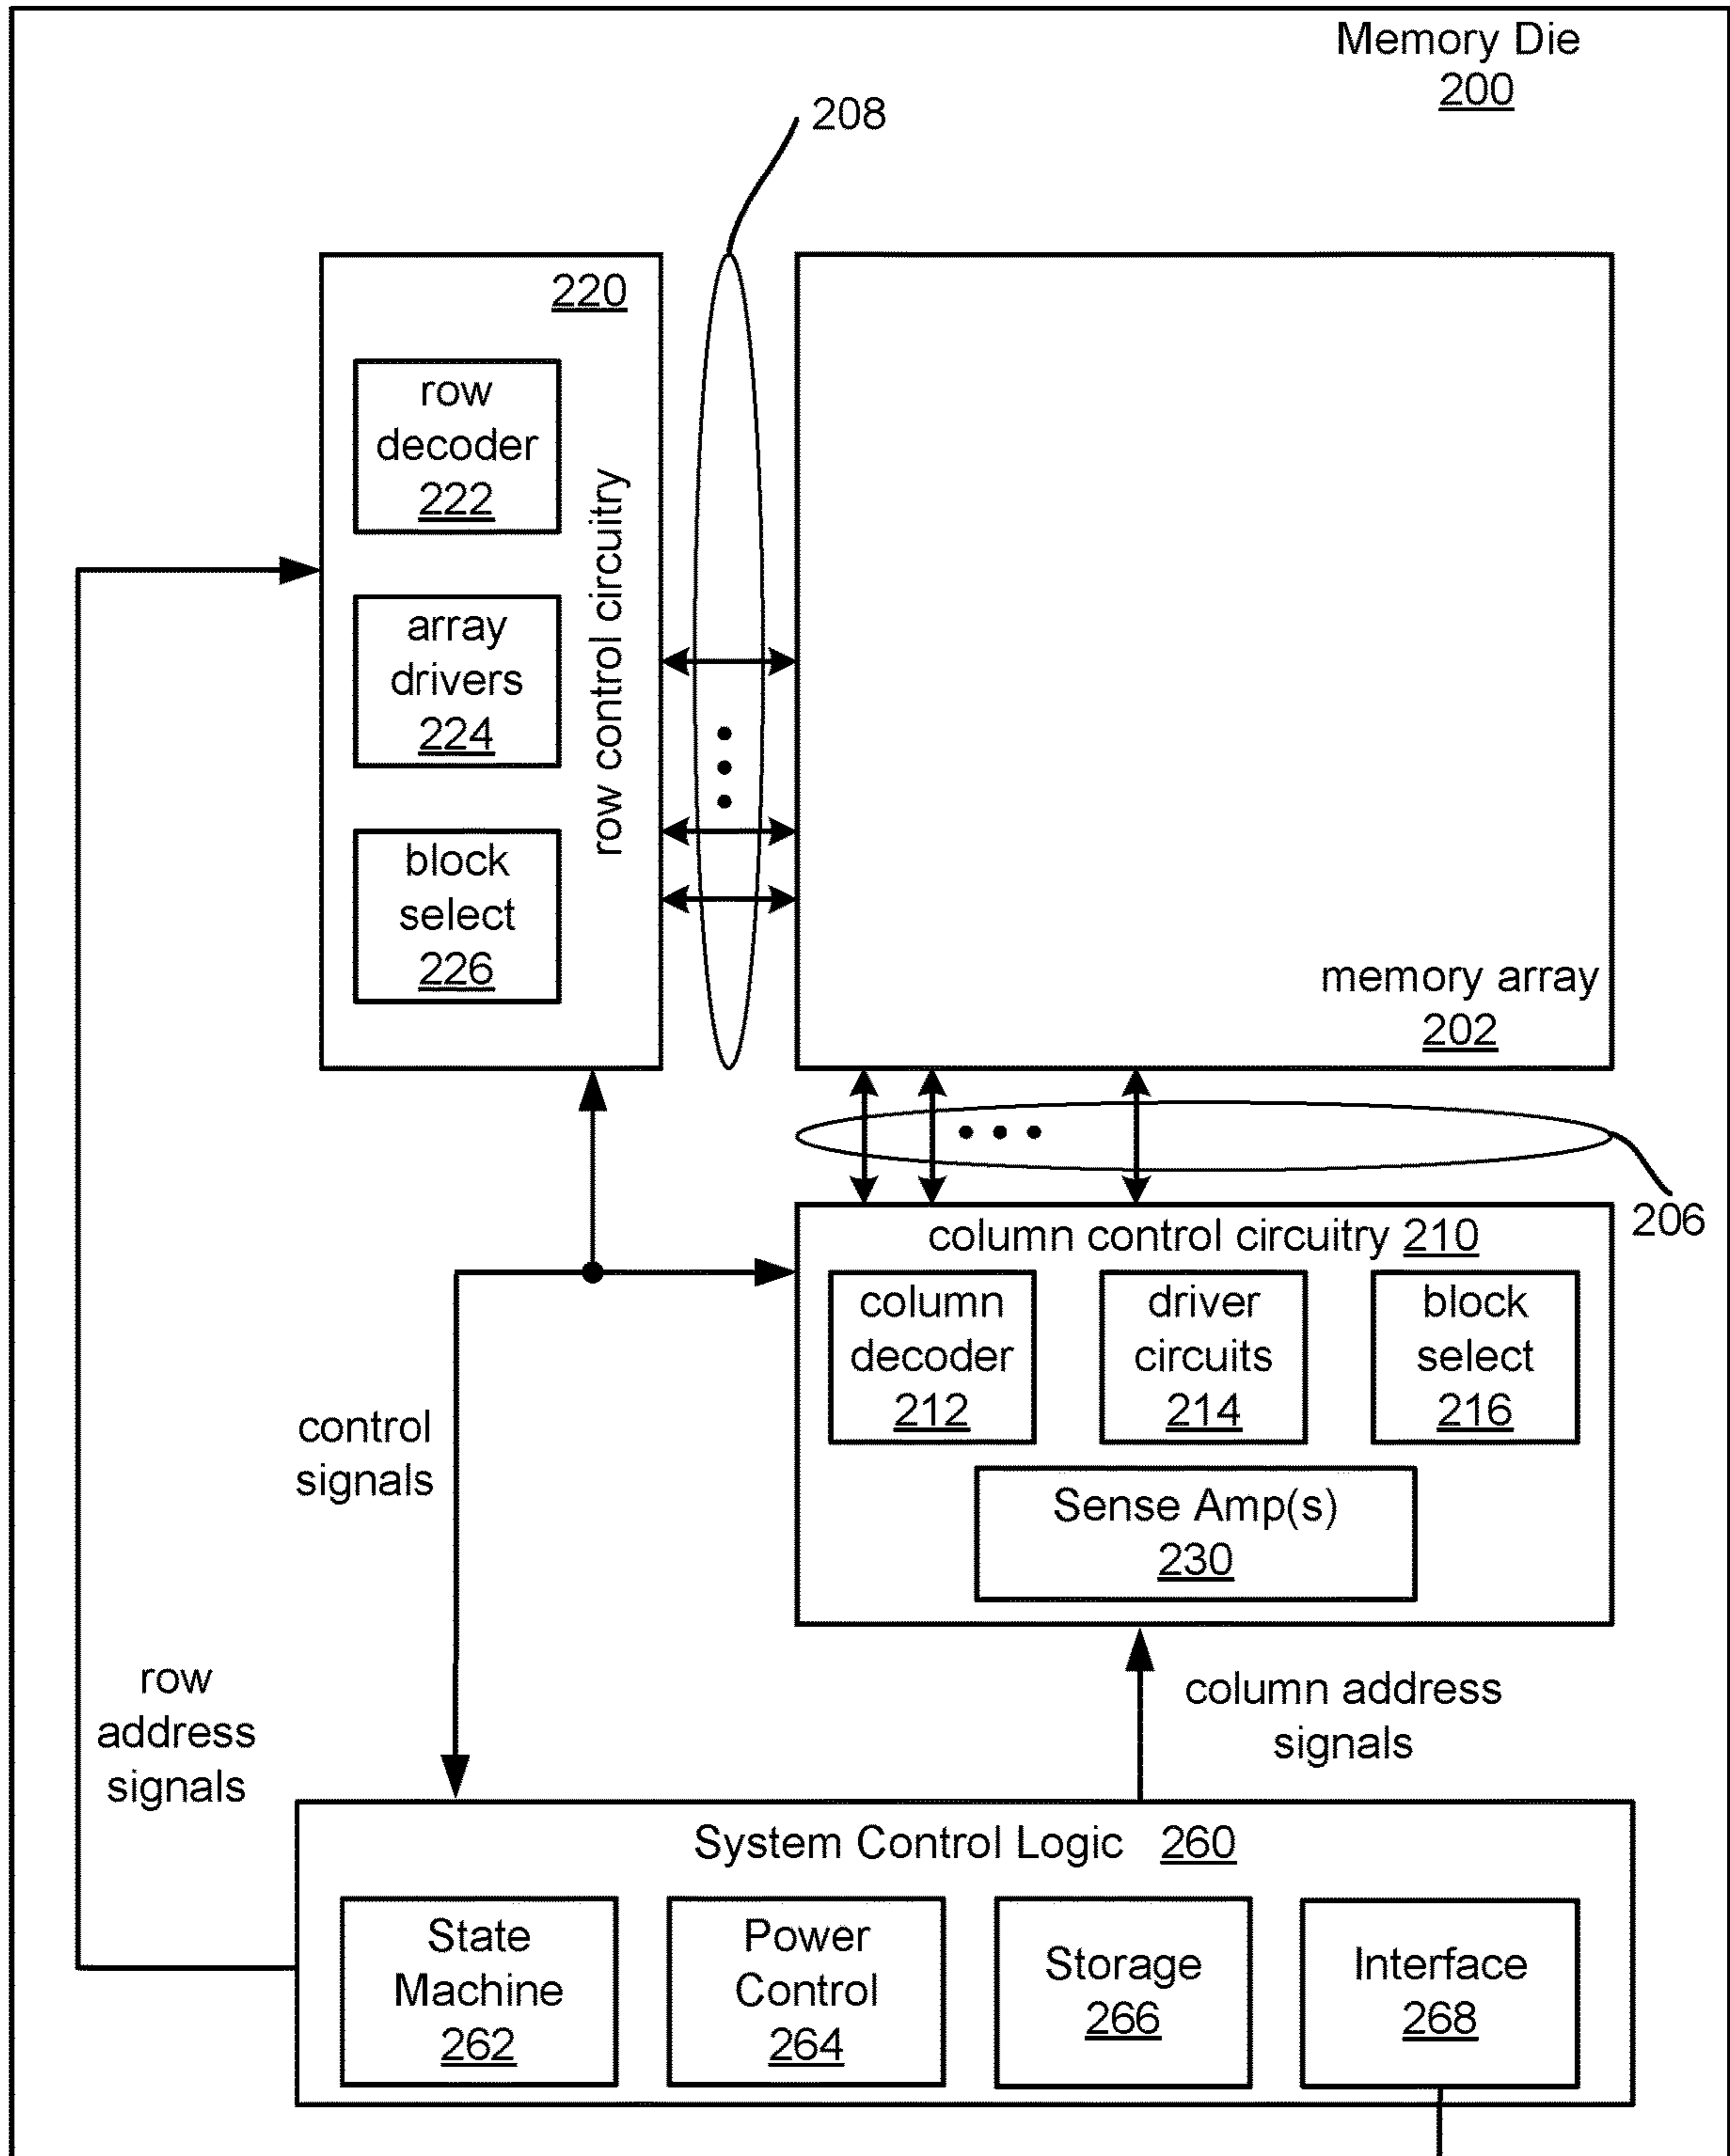 Memory Die
200
208
220
row
decoder
222
array
drivers
224
block
select
226
row control circuitry
memory array
202
206
column control circuitry 210
column
decoder
212
driver
circuits
214
block
select
216
Sense Amp(s)
230
control
signals
row
address
signals
column address
signals
System Control Logic 260
State
Machine
262
Power
Control
264
Storage
266
Interface
268